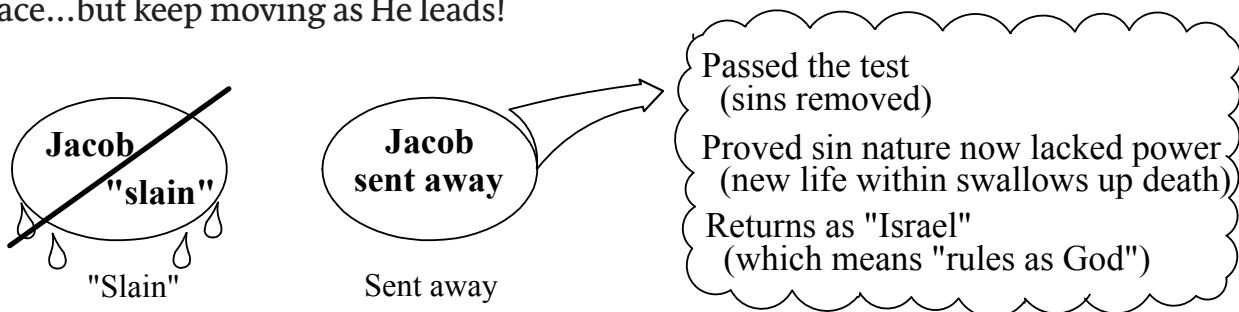 ace...but keep moving as He leads!
Jacob
"slain"
"Slain"
Jacob
sent away
Sent away
Passed the test
(sins removed)
Proved sin nature now lacked power
(new life within swallows up death)
Returns as "Israel"
(which means "rules as God")